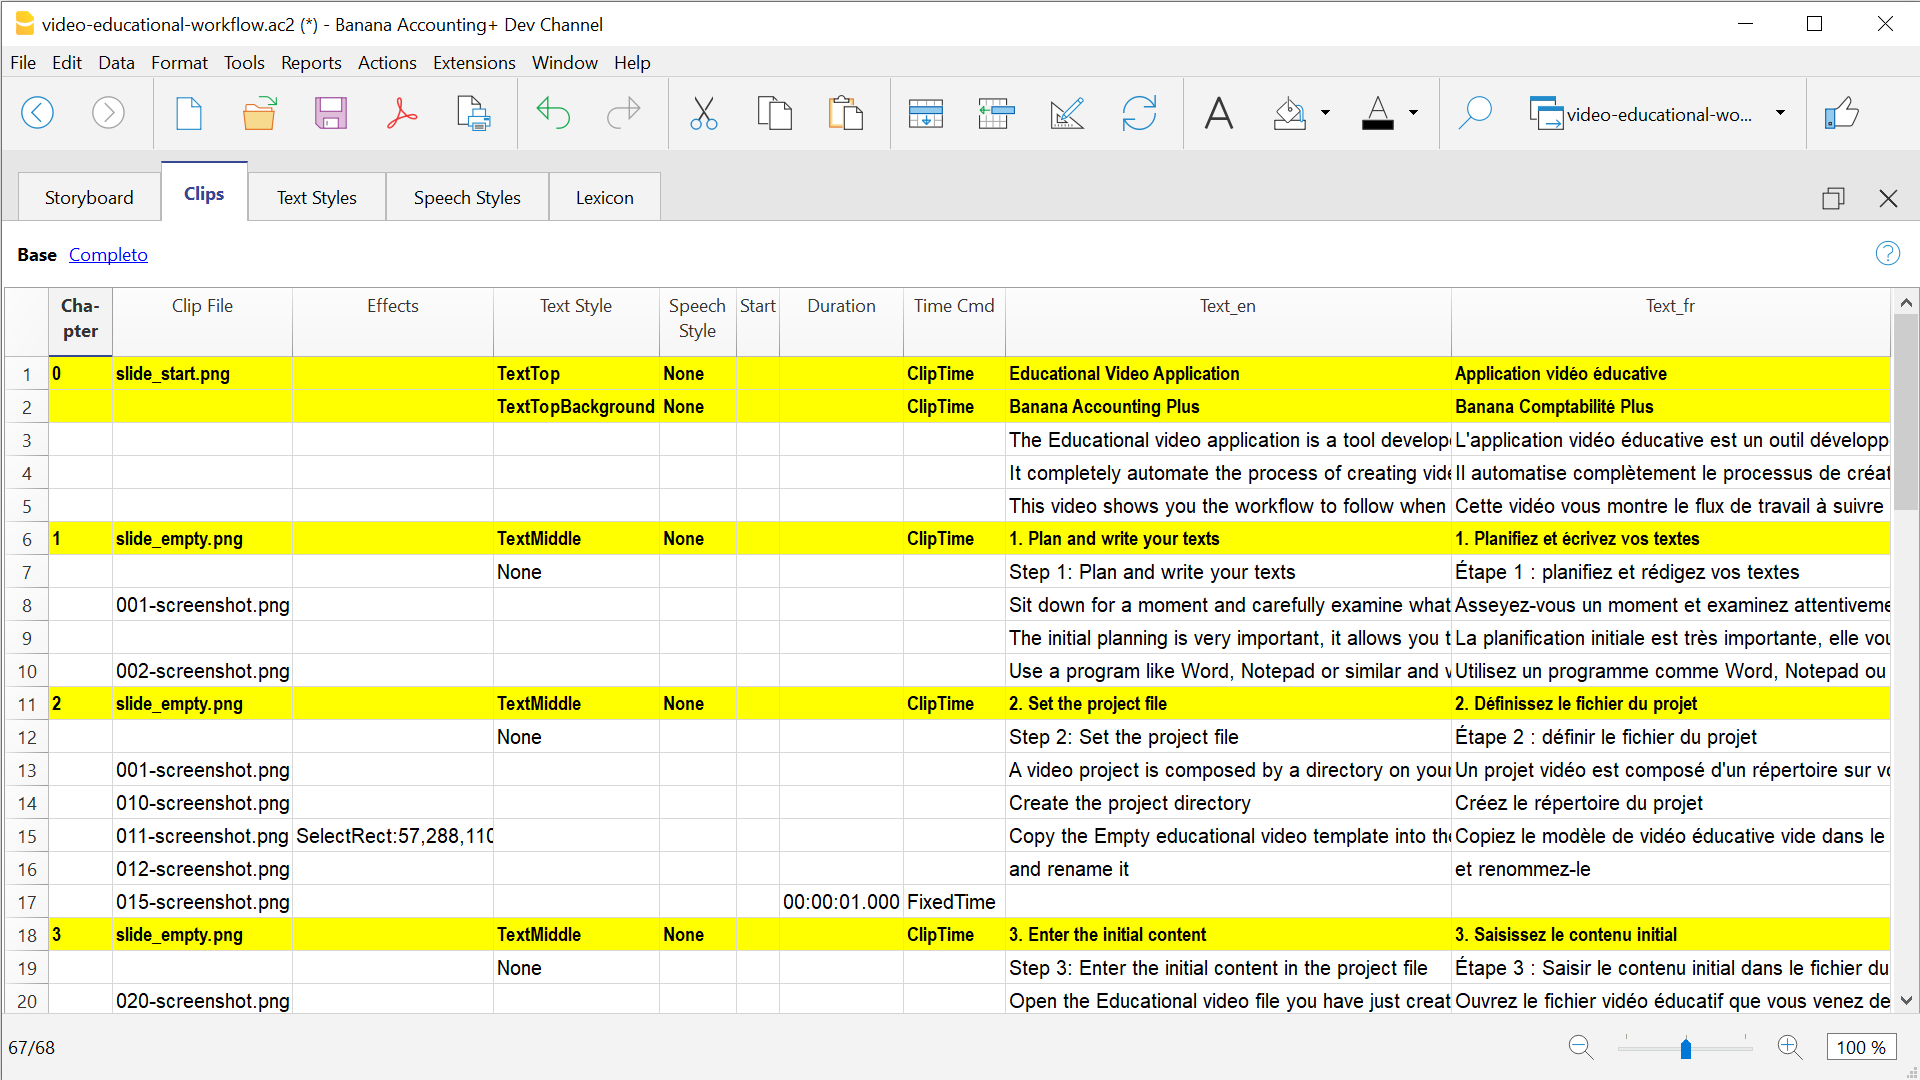 video-educational-workflow.ac2 (*) - Banana Accounting+ Dev Channel
File Edit Data Format Tools Reports Actions Extensions Window Help
video-educational-wo...
Storyboard Clips Text Styles Speech Styles Lexicon
Base Completo
Cha-pter Clip File Effects Text Style Speech Style Start Duration Time Cmd Text_en Text_fr
1 0 slide_start.png TextTop None ClipTime Educational Video Application Application vidéo éducative
2 TextTopBackground None ClipTime Banana Accounting Plus Banana Comptabilité Plus
3 The Educational video application is a tool develope L'application vidéo éducative est un outil développ
4 It completely automate the process of creating vide Il automatise complètement le processus de créat
5 This video shows you the workflow to follow when Cette vidéo vous montre le flux de travail à suivre
6 1 slide_empty.png TextMiddle None ClipTime 1. Plan and write your texts 1. Planifiez et écrivez vos textes
7 None Step 1: Plan and write your texts Étape 1 : planifiez et rédigez vos textes
8 001-screenshot.png Sit down for a moment and carefully examine what Asseyez-vous un moment et examinez attentiveme
9 The initial planning is very important, it allows you t La planification initiale est très importante, elle vou
10 002-screenshot.png Use a program like Word, Notepad or similar and w Utilisez un programme comme Word, Notepad ou
11 2 slide_empty.png TextMiddle None ClipTime 2. Set the project file 2. Définissez le fichier du projet
12 None Step 2: Set the project file Étape 2 : définir le fichier du projet
13 001-screenshot.png A video project is composed by a directory on your Un projet vidéo est composé d'un répertoire sur vo
14 010-screenshot.png Create the project directory Créez le répertoire du projet
15 011-screenshot.png SelectRect:57,288,110 Copy the Empty educational video template into the Copiez le modèle de vidéo éducative vide dans le
16 012-screenshot.png and rename it et renommez-le
17 015-screenshot.png 00:00:01.000 FixedTime
18 3 slide_empty.png TextMiddle None ClipTime 3. Enter the initial content 3. Saisissez le contenu initial
19 None Step 3: Enter the initial content in the project file Étape 3 : Saisir le contenu initial dans le fichier du
20 020-screenshot.png Open the Educational video file you have just creat Ouvrez le fichier vidéo éducatif que vous venez de
67/68 100 %